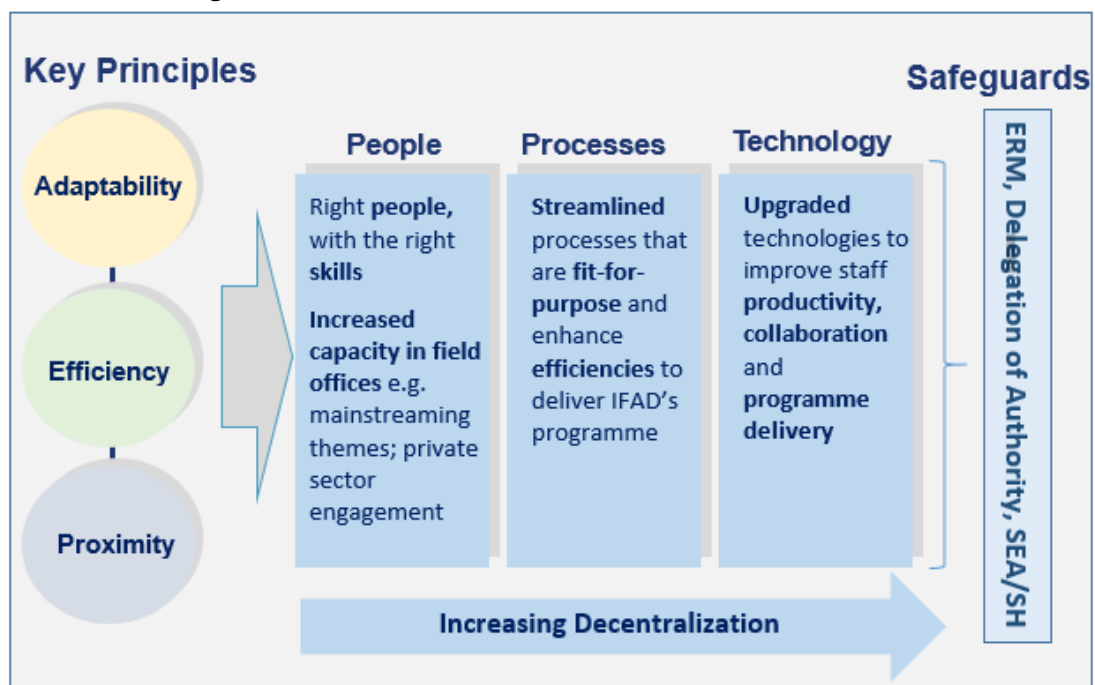 Key Principles
Adaptability
Efficiency
Proximity
People
Right people,
with the right
skills
Increased
capacity in field
offices e.g.
mainstreaming
themes; private
sector
engagement
Processes
Streamlined
processes that
are fit-for-
purpose and
enhance
efficiencies to
deliver IFAD's
programme
Technology
Upgraded
technologies to
improve staff
productivity,
collaboration
and
programme
delivery
Increasing Decentralization
Safeguards
ERM, Delegation of Authority, SEA/SH